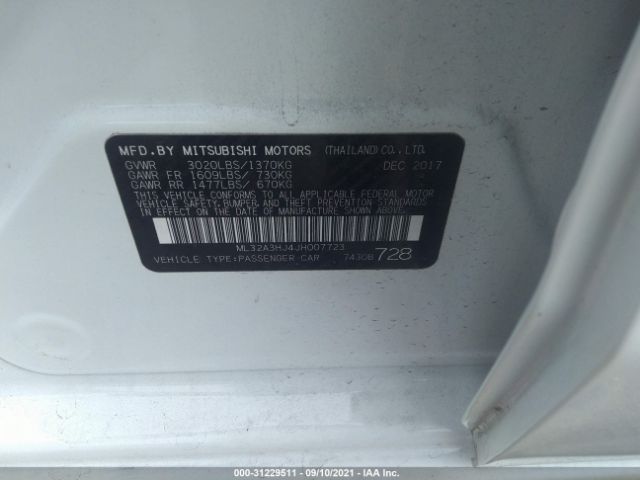 MFD.BY MITSUBISHI MOTORS (THAILAND)CO., LTD.
GVWR 3020LBS/1370KG DEC 2017
GAWR FR 1609LBS/ 730KG
GAWR RR 1477LBS/ 670KG
THIS VEHICLE CONFORMS TO ALL APPLICABLE FEDERAL MOTOR
VEHICLE SAFETY, BUMPER, AND THEFT PREVENTION STANDARDS
IN EFFECT ON THE DATE OF MANUFACTURE SHOWN ABOVE.
ML32A3HJ4JH007723
VEHICLE TYPE:PASSENGER CAR 7430B 728
000-31229511 — 09/10/2021 — IAA Inc.